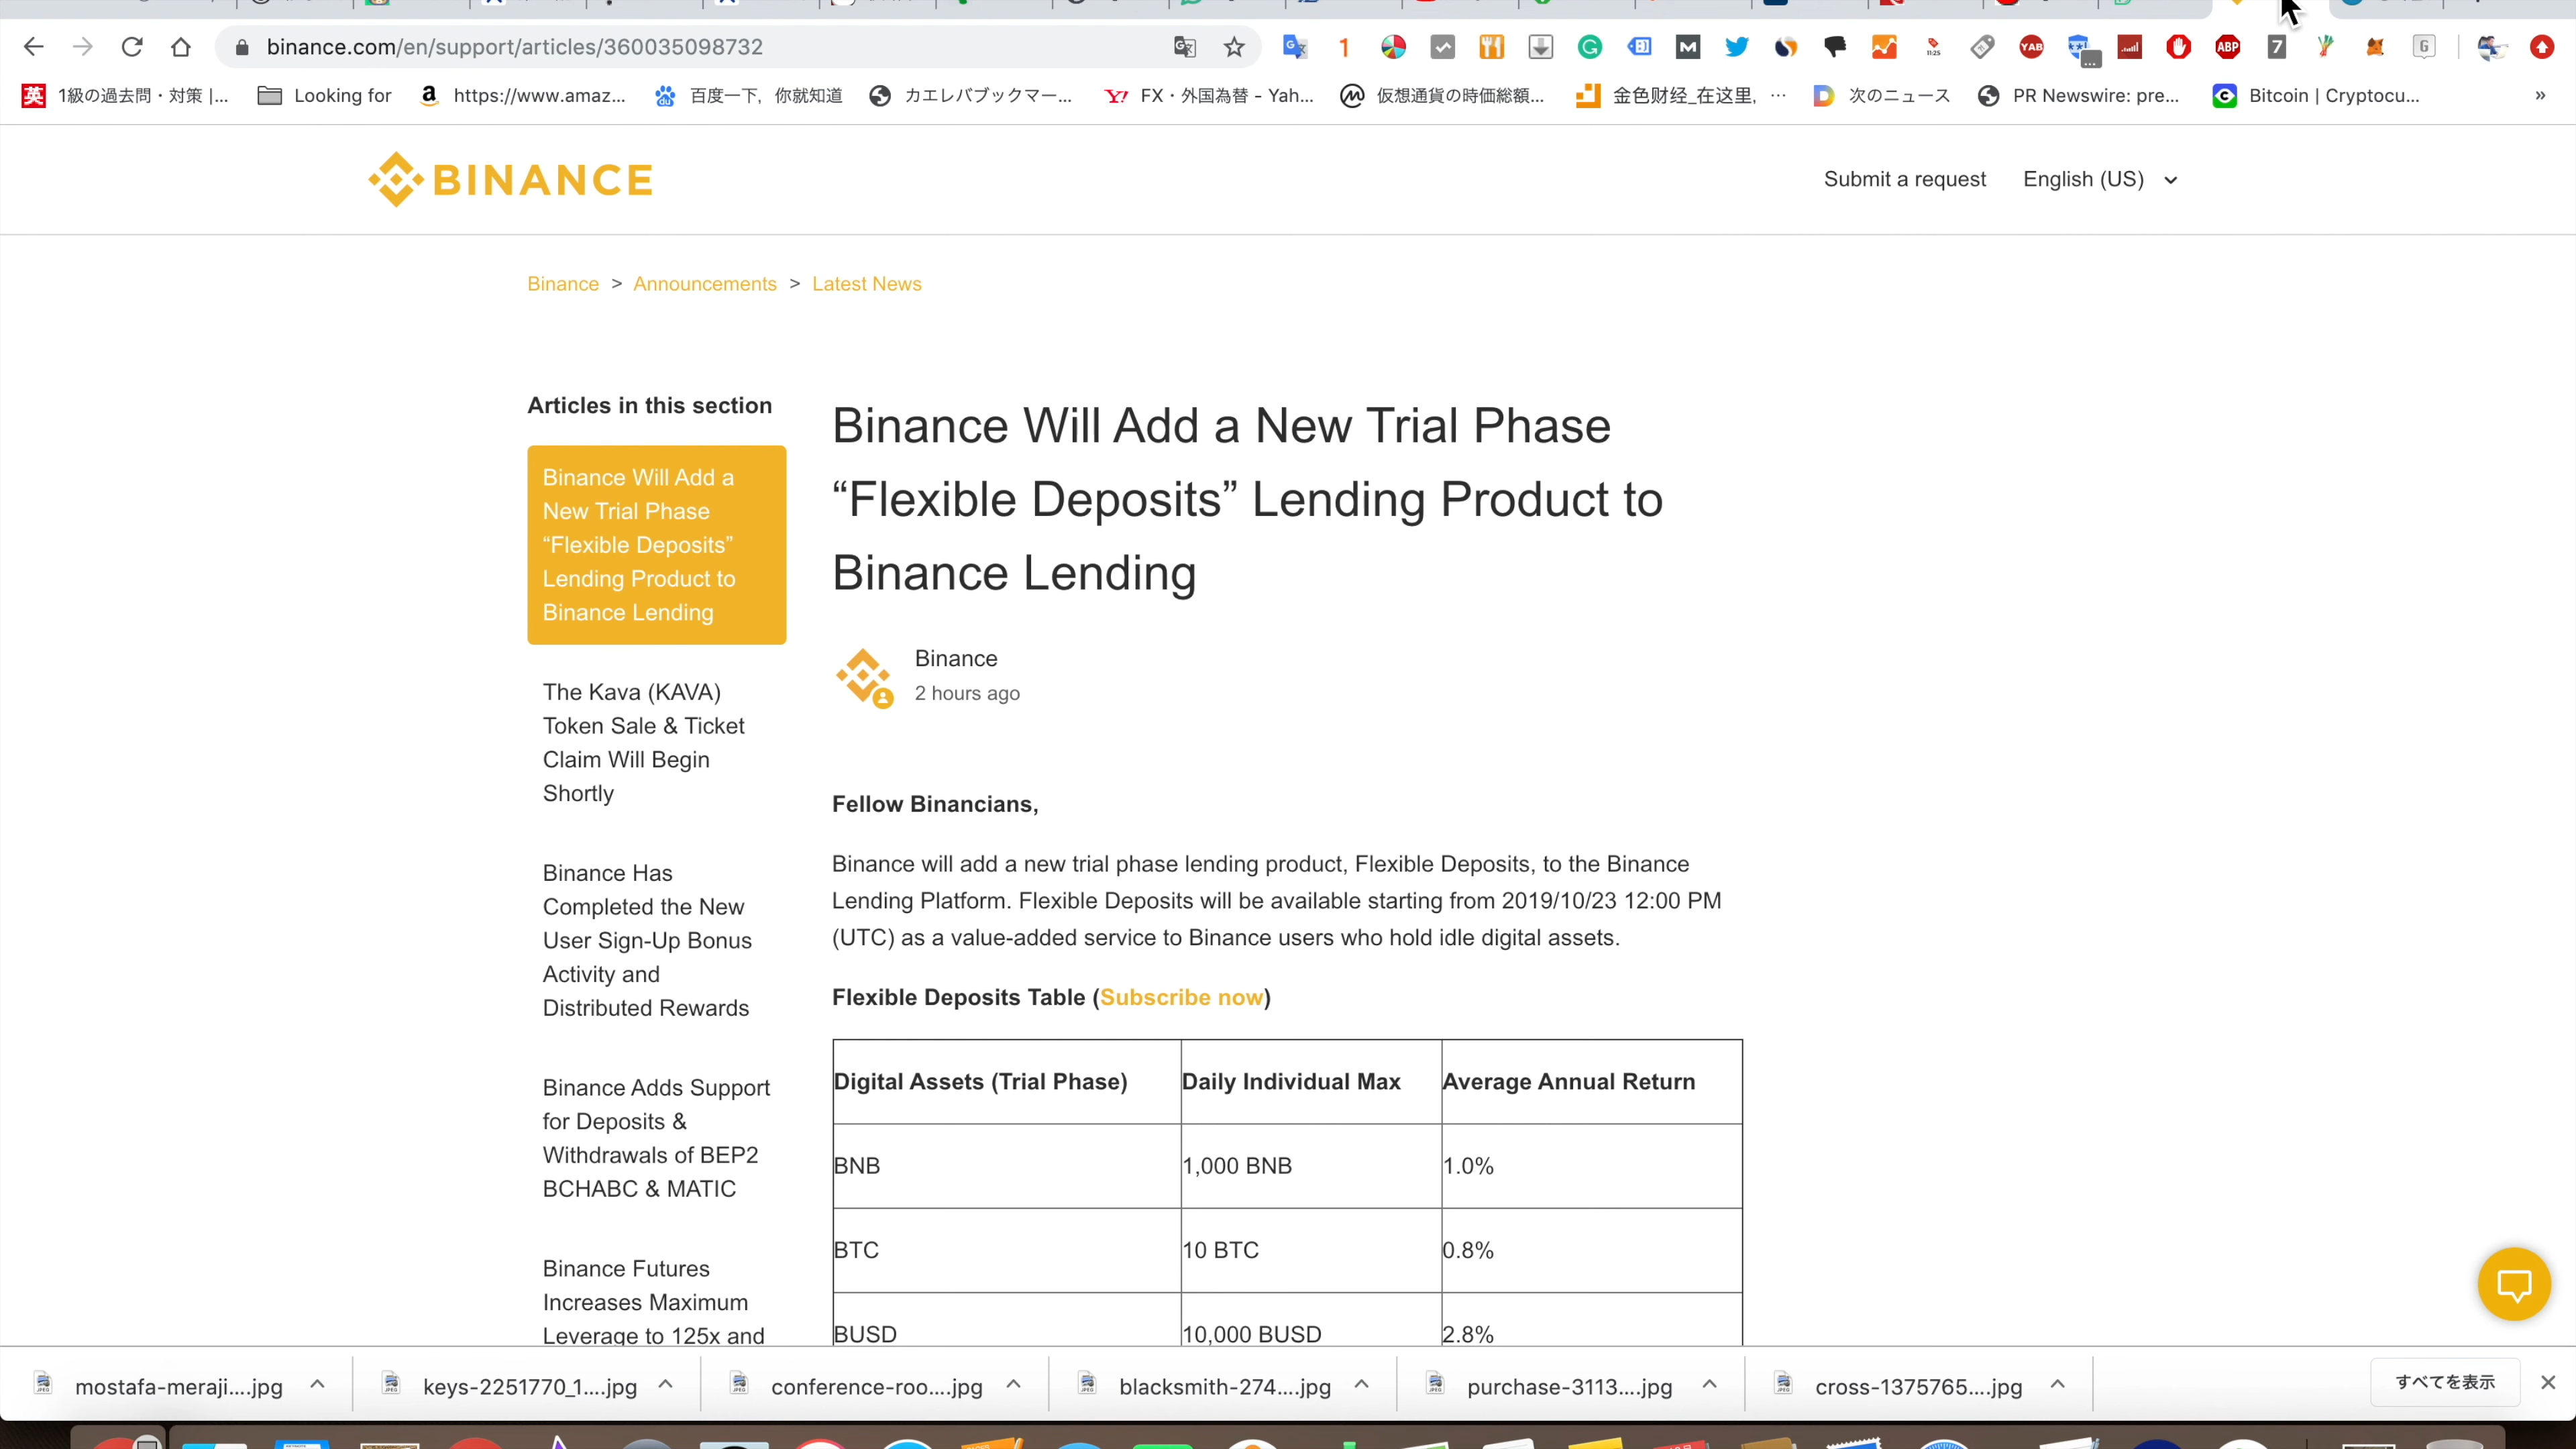 binance.com/en/support/articles/360035098732
1級の過去問・対策 |...
Looking for
https://www.amaz...
百度一下，你就知道
カエレバブックマー...
FX・外国為替 - Yah...
仮想通貨の時価総額...
金色财经_在这里，...
次のニュース
PR Newswire: pre...
Bitcoin | Cryptocu...
»
BINANCE
Submit a request
English (US)
Binance > Announcements > Latest News
Articles in this section
Binance Will Add a
New Trial Phase
“Flexible Deposits”
Lending Product to
Binance Lending
The Kava (KAVA)
Token Sale & Ticket
Claim Will Begin
Shortly
Binance Has
Completed the New
User Sign-Up Bonus
Activity and
Distributed Rewards
Binance Adds Support
for Deposits &
Withdrawals of BEP2
BCHABC & MATIC
Binance Futures
Increases Maximum
Leverage to 125x and
Binance Will Add a New Trial Phase
“Flexible Deposits” Lending Product to
Binance Lending
Binance
2 hours ago
Fellow Binancians,
Binance will add a new trial phase lending product, Flexible Deposits, to the Binance
Lending Platform. Flexible Deposits will be available starting from 2019/10/23 12:00 PM
(UTC) as a value-added service to Binance users who hold idle digital assets.
Flexible Deposits Table (Subscribe now)
Digital Assets (Trial Phase) Daily Individual Max Average Annual Return
BNB 1,000 BNB 1.0%
BTC 10 BTC 0.8%
BUSD 10,000 BUSD 2.8%
mostafa-meraji....jpg
keys-2251770_1....jpg
conference-roo....jpg
blacksmith-274....jpg
purchase-3113....jpg
cross-1375765....jpg
すべてを表示